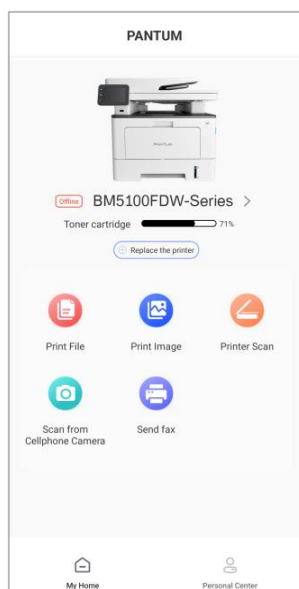 PANTUM
PANTUM
Offline BM5100FDW-Series >
Toner cartridge 71%
Replace the printer
Print File Print Image Printer Scan
Scan from Send fax
Cellphone Camera
My Home Personal Center